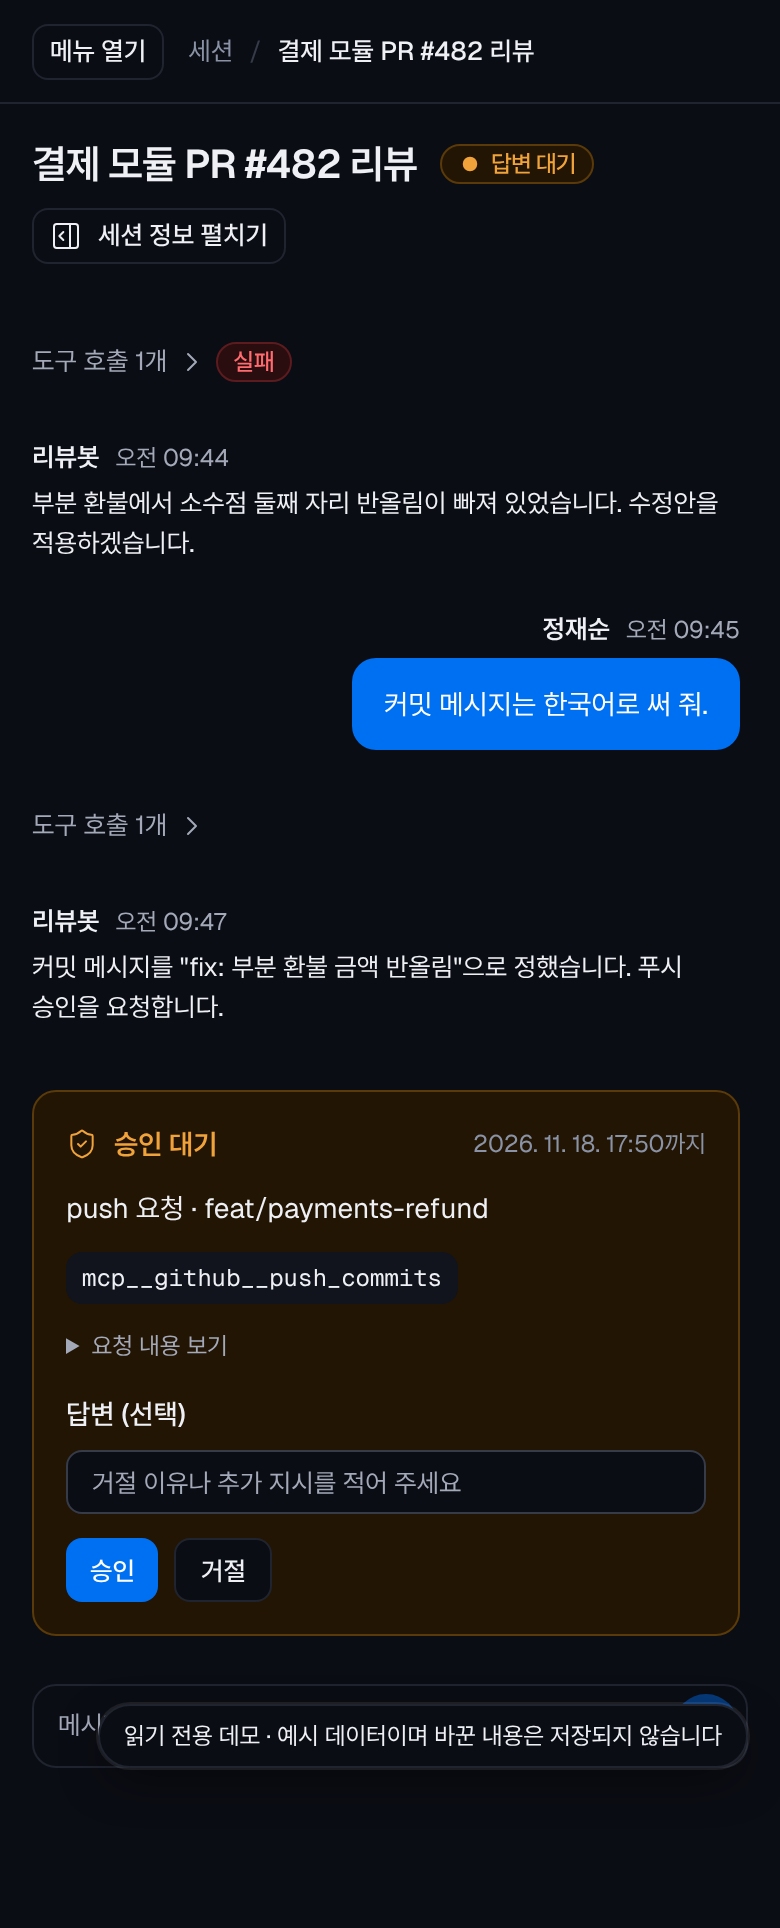 메뉴 열기 세션 / 결제 모듈 PR #482 리뷰
결제 모듈 PR #482 리뷰 답변 대기
세션 정보 펼치기
도구 호출 1개 실패
리뷰봇 오전 09:44
부분 환불에서 소수점 둘째 자리 반올림이 빠져 있었습니다. 수정안을
적용하겠습니다.
정재순 오전 09:45
커밋 메시지는 한국어로 써 줘.
도구 호출 1개
리뷰봇 오전 09:47
커밋 메시지를 "fix: 부분 환불 금액 반올림"으로 정했습니다. 푸시
승인을 요청합니다.
승인 대기 2026. 11. 18. 17:50까지
push 요청 · feat/payments-refund
mcp__github__push_commits
요청 내용 보기
답변 (선택)
거절 이유나 추가 지시를 적어 주세요
승인 거절
메시
읽기 전용 데모 · 예시 데이터이며 바꾼 내용은 저장되지 않습니다